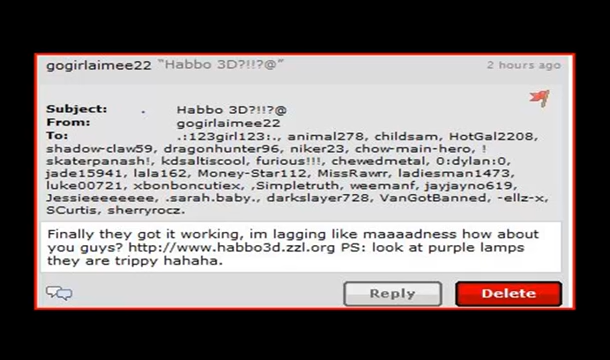 gogirlaimee22 "Habbo 3D?!!?@" 2 hours ago
Subject: . Habbo 3D?!!?@
From: gogirlaimee22
To: .:123girl123:., animal278, childsam, HotGal2208,
shadow-claw59, dragonhunter96, niker23, chow-main-hero, !
skaterpanash!, kdsaltiscool, furious!!!, chewedmetal, 0:dylan:0,
jade15941, lala162, Money-Star112, MissRawrr, ladiesman1473,
luke00721, xbonboncutiex, ,Simpletruth, weemanf, jayjayno619,
Jessieeeeeeee, .sarah.baby., darkslayer728, VanGotBanned, -ellz-x,
SCurtis, sherryrocz.
Finally they got it working, im lagging like maaaadness how about
you guys? http://www.habbo3d.zzl.org PS: look at purple lamps
they are trippy hahaha.
Reply Delete